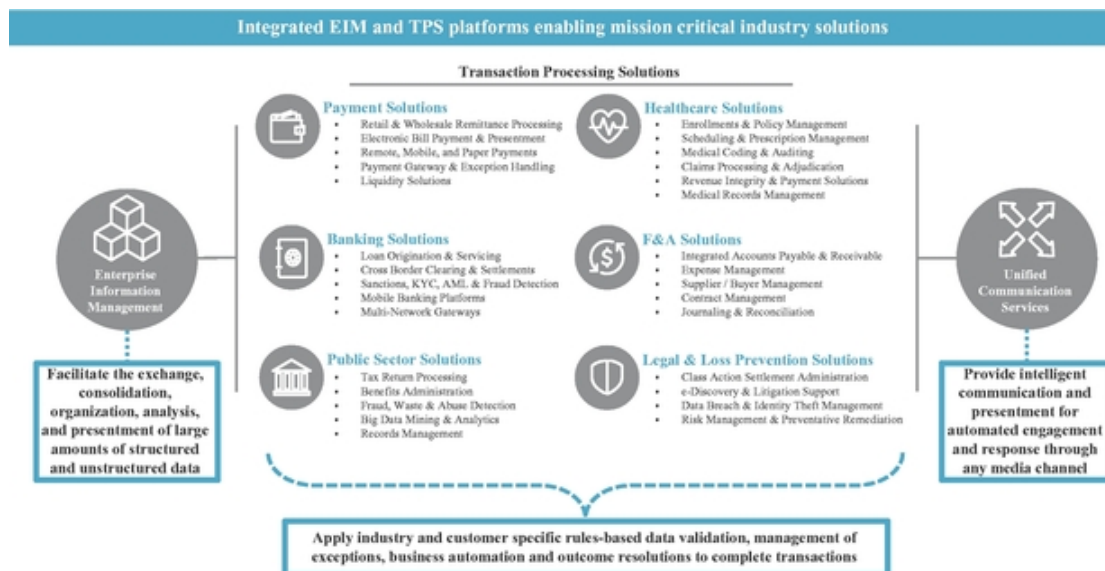 Integrated EIM and TPS platforms enabling mission critical industry solutions
Transaction Processing Solutions
Enterprise
Information
Management
Facilitate the exchange,
consolidation,
organization, analysis,
and presentment of large
amounts of structured
and unstructured data
Payment Solutions
• Retail & Wholesale Remittance Processing
• Electronic Bill Payment & Presentment
• Remote, Mobile, and Paper Payments
• Payment Gateway & Exception Handling
• Liquidity Solutions
Banking Solutions
• Loan Origination & Servicing
• Cross Border Clearing & Settlements
• Sanctions, KYC, AML & Fraud Detection
• Mobile Banking Platforms
• Multi-Network Gateways
Public Sector Solutions
• Tax Return Processing
• Benefits Administration
• Fraud, Waste & Abuse Detection
• Big Data Mining & Analytics
• Records Management
Healthcare Solutions
• Enrollments & Policy Management
• Scheduling & Prescription Management
• Medical Coding & Auditing
• Claims Processing & Adjudication
• Revenue Integrity & Payment Solutions
• Medical Records Management
F&A Solutions
• Integrated Accounts Payable & Receivable
• Expense Management
• Supplier / Buyer Management
• Contract Management
• Journaling & Reconciliation
Legal & Loss Prevention Solutions
• Class Action Settlement Administration
• e-Discovery & Litigation Support
• Data Breach & Identity Theft Management
• Risk Management & Preventative Remediation
Unified
Communication
Services
Provide intelligent
communication and
presentment for
automated engagement
and response through
any media channel
Apply industry and customer specific rules-based data validation, management of
exceptions, business automation and outcome resolutions to complete transactions